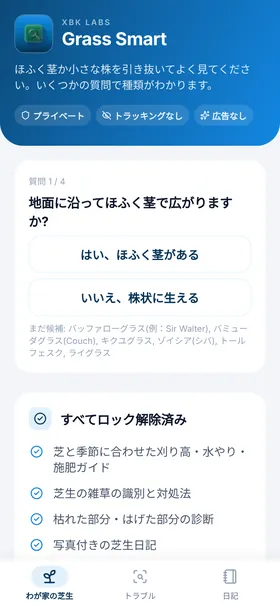 XBK LABS
Grass Smart
ほふく茎か小さな株を引き抜いてよく見てくださ
い。いくつかの質問で種類がわかります。
プライベート
トラッキングなし
広告なし
質問 1 / 4
地面に沿ってほふく茎で広がります
か?
はい、ほふく茎がある
いいえ、株状に生える
まだ候補: バッファローグラス(例：Sir Walter), バミュー
ダグラス(Couch), キクユグラス, ゾイシア(シバ), トール
フェスク, ライグラス
すべてロック解除済み
芝と季節に合わせた刈り高・水やり・
施肥ガイド
芝生の雑草の識別と対処法
枯れた部分・はげた部分の診断
写真付きの芝生日記
わが家の芝生
トラブル
日記